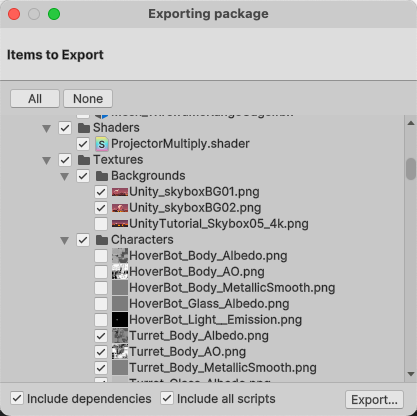 Exporting package
Items to Export
All
None
Shaders
ProjectorMultiply.shader
Textures
Backgrounds
Unity_skyboxBG01.png
Unity_skyboxBG02.png
UnityTutorial_Skybox05_4k.png
Characters
HoverBot_Body_Albedo.png
HoverBot_Body_AO.png
HoverBot_Body_MetallicSmooth.png
HoverBot_Glass_Albedo.png
HoverBot_Light__Emission.png
Turret_Body_Albedo.png
Turret_Body_AO.png
Turret_Body_MetallicSmooth.png
Turret_Glass_Albedo.png
Include dependencies
Include all scripts
Export...